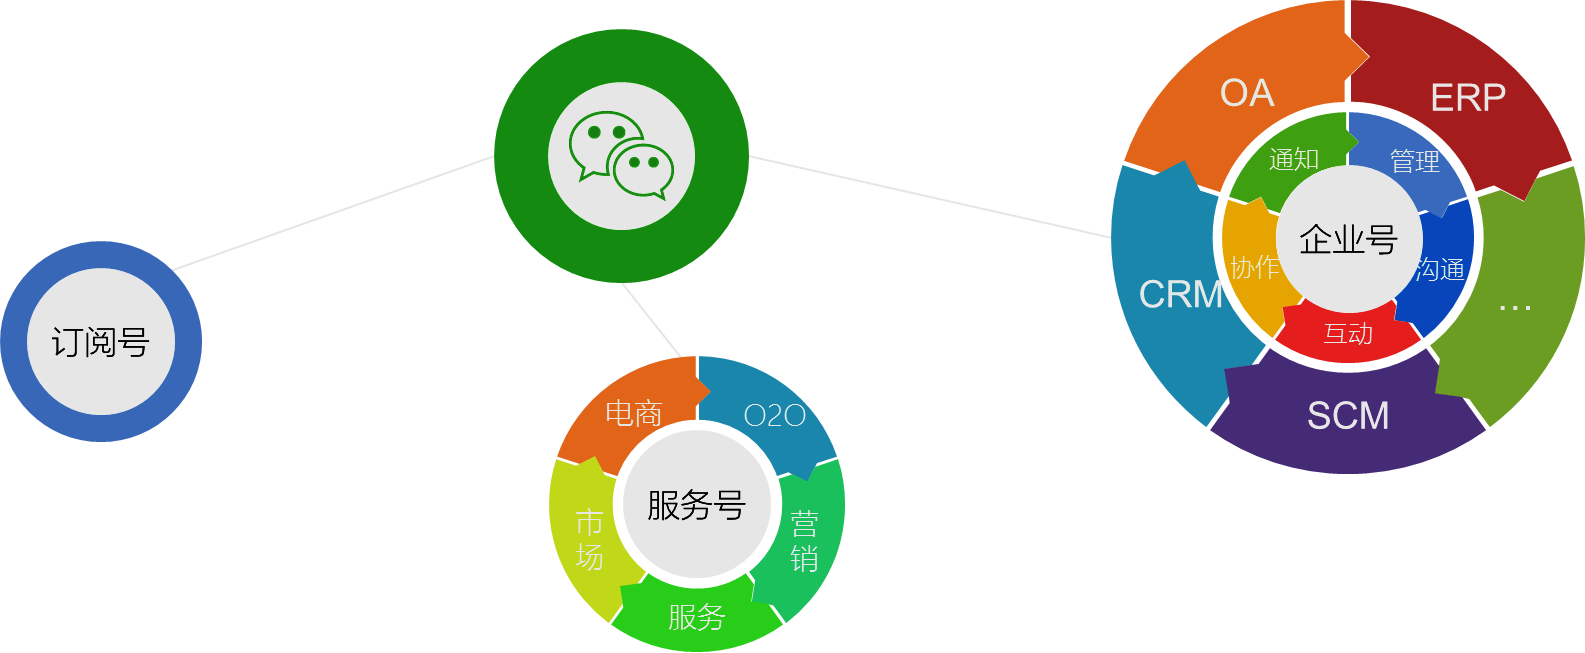 订阅号
电商
O2O
市场
营销
服务
服务号
OA
ERP
CRM
...
SCM
通知
管理
协作
沟通
互动
企业号